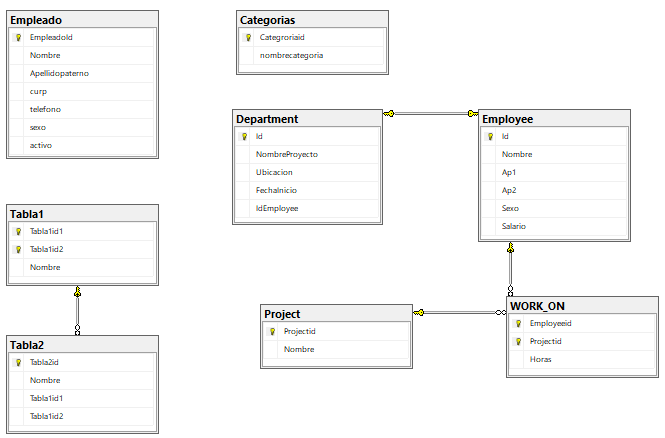 Empleado
EmpleadoId
Nombre
Apellidopaterno
curp
telefono
sexo
activo
Categorias
Categroriaid
nombrecategoria
Department
Id
NombreProyecto
Ubicacion
FechaInicio
IdEmployee
Employee
Id
Nombre
Ap1
Ap2
Sexo
Salario
Tabla1
Tabla1id1
Tabla1id2
Nombre
Project
Projectid
Nombre
WORK_ON
Employeeid
Projectid
Horas
Tabla2
Tabla2id
Nombre
Tabla1id1
Tabla1id2